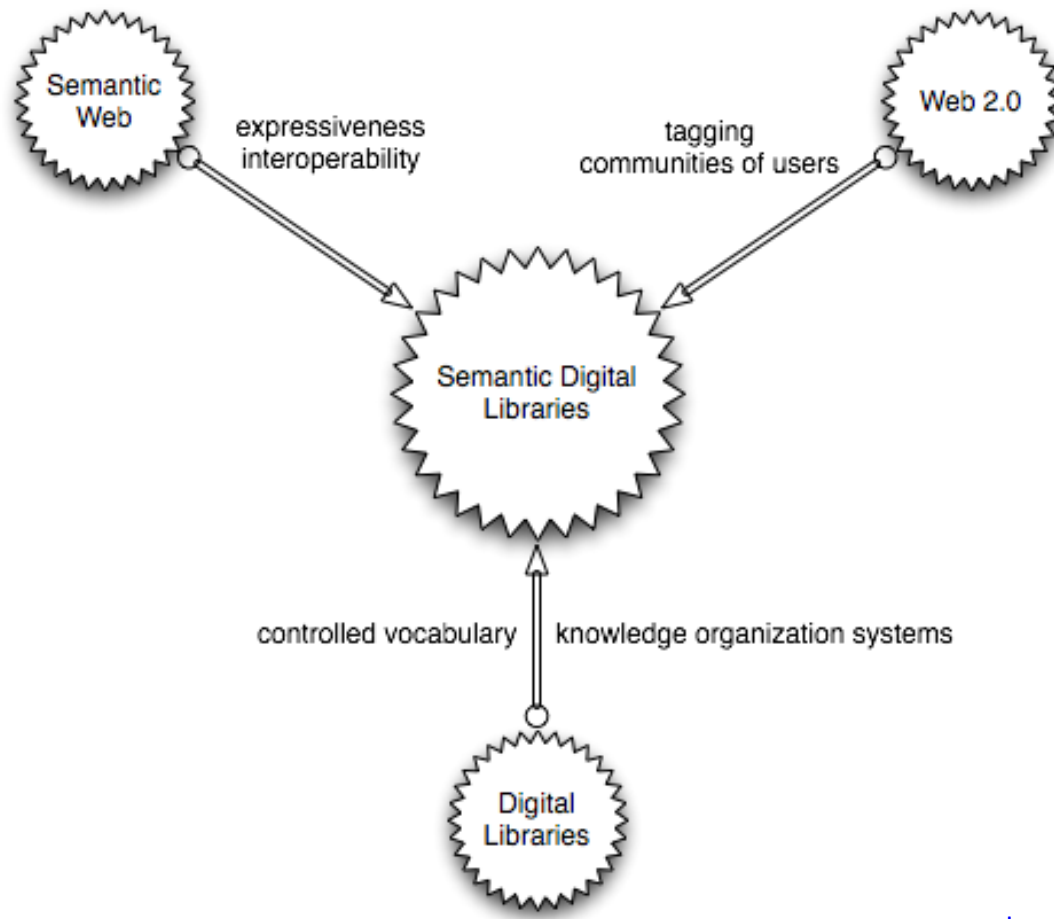 Semantic
Web
Web 2.0
expressiveness
interoperability
tagging
communities of users
Semantic Digital
Libraries
controlled vocabulary
knowledge organization systems
Digital
Libraries